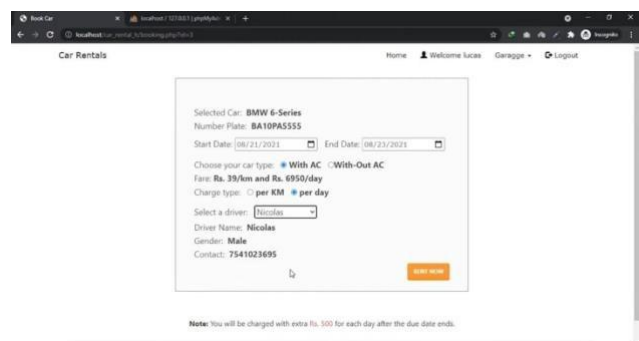 Book Car
localhost / 127.0.0.1 | phpMyAd
localhost/car_rental_ls/booking.php?id=3
Incognito
Car Rentals
Home
Welcome lucas
Garagge
Logout
Selected Car: BMW 6-Series
Number Plate: BA10PA5555
Start Date: 08/21/2021 End Date: 08/23/2021
Choose your car type: With AC With-Out AC
Fare: Rs. 39/km and Rs. 6950/day
Charge type: per KM per day
Select a driver: Nicolas
Driver Name: Nicolas
Gender: Male
Contact: 7541023695
RENT NOW
Note: You will be charged with extra Rs. 500 for each day after the due date ends.